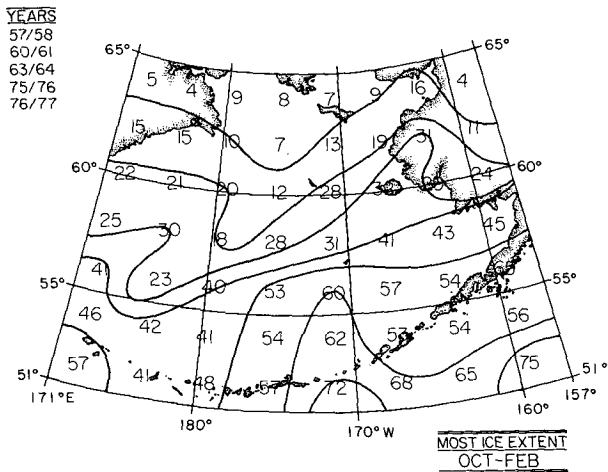 YEARS
57/58
60/61
63/64
75/76
76/77
65° 65°
5 4 9 8 7 9 16 4
15 15 10 7 13 19 31 11
60° 60°
22 21 20 12 28 24
25 30 18 28 31 41 43 45
41 23 40 53 57 54
55° 55°
46 42 41 54 60 62 53 54 56
57 41 48 72 68 65 75
51° 51°
171°E 180° 170°W 160° 157°
MOST ICE EXTENT
OCT-FEB